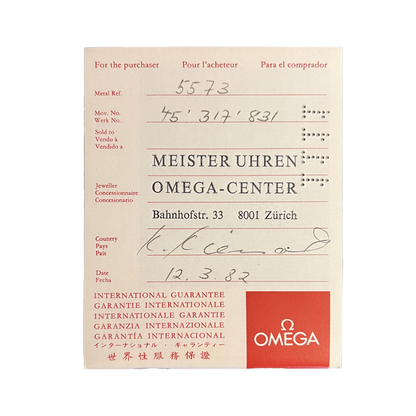 For the purchaser Pour l'acheteur Para el comprador
Metal Ref. 5573
Mov. No. 45'317'831
Werk No.
Sold to
Vendu à
Vendido a
MEISTER UHREN
Jeweller
Concessionnaire OMEGA-CENTER
Concesionario
Bahnhofstr. 33 8001 Zürich
Country
Pays
País
Date 12.3.82
Fecha
INTERNATIONAL GUARANTEE
GARANTIE INTERNATIONALE
INTERNATIONALE GARANTIE
GARANZIA INTERNAZIONALE
GARANTÍA INTERNACIONAL
インターナショナル・ギャランティー
世界性服務保證
Ω
OMEGA